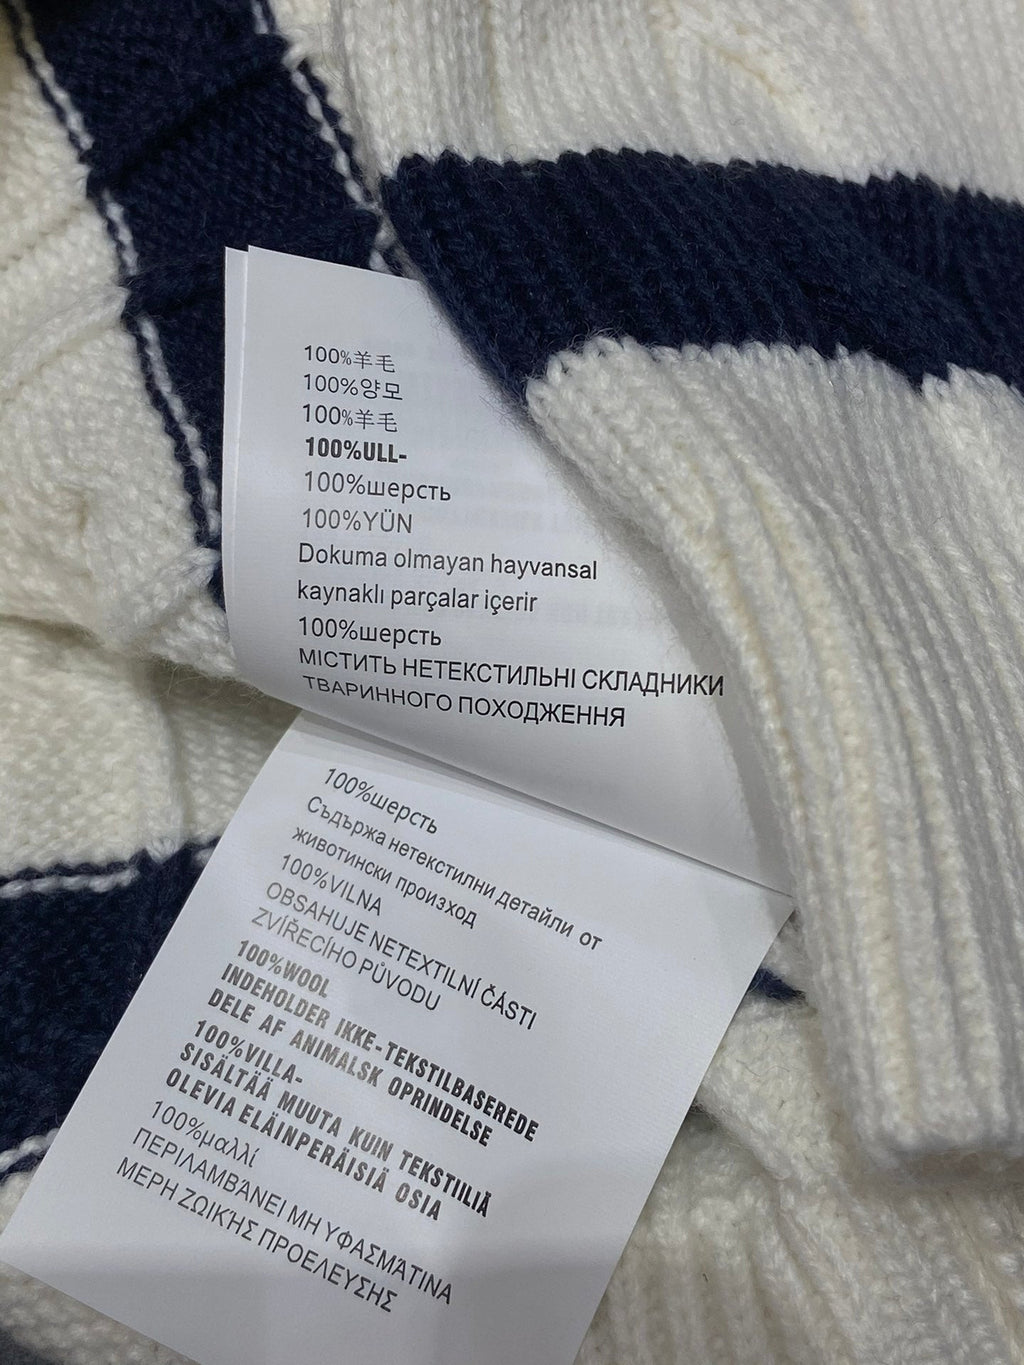 100%羊毛
100%양모
100%羊毛
100%ULL-
100%шерсть
100%YÜN
Dokuma olmayan hayvansal
kaynaklı parçalar içerir
100%шерсть
МІСТИТЬ НЕТЕКСТИЛЬНІ СКЛАДНИКИ
ТВАРИННОГО ПОХОДЖЕННЯ
100%шерсть
Съдържа нетекстилни детайли от
животински произход
100%VILNA
OBSAHUJE NETEXTILNÍ ČÁSTI
ZVÍŘECÍHO PŮVODU
100%WOOL
INDEHOLDER IKKE-TEKSTILBASEREDE
DELE AF ANIMALSK OPRINDELSE
100%VILLA-
SISÄLTÄÄ MUUTA KUIN TEKSTIILIÄ
OLEVIA ELÄINPERÄISIÄ OSIA
100%μαλλί
ΠΕΡΙΛΑΜΒΆΝΕΙ ΜΗ ΥΦΑΣΜΆΤΙΝΑ
ΜΕΡΗ ΖΩΙΚΉΣ ΠΡΟΕΛΕΥΣΗΣ